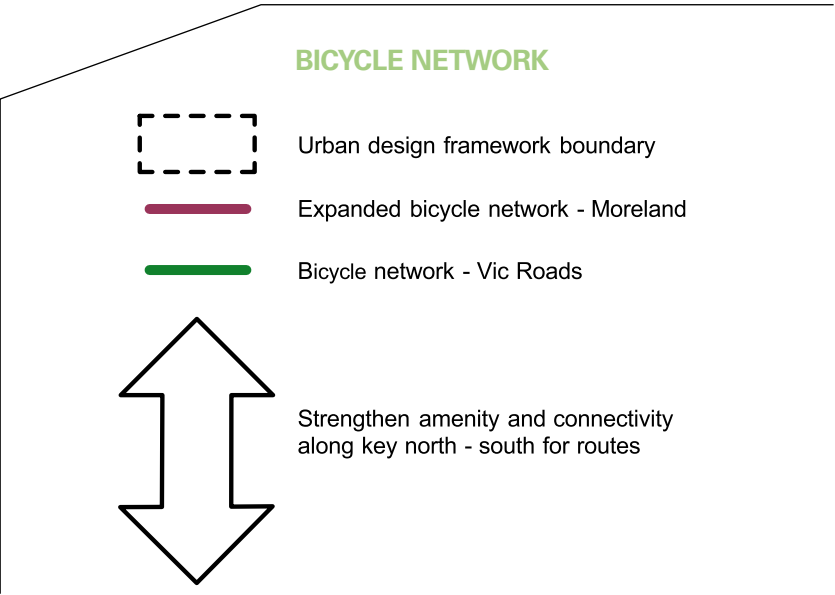 BICYCLE NETWORK
Urban design framework boundary
Expanded bicycle network - Moreland
Bicycle network - Vic Roads
Strengthen amenity and connectivity
along key north - south for routes